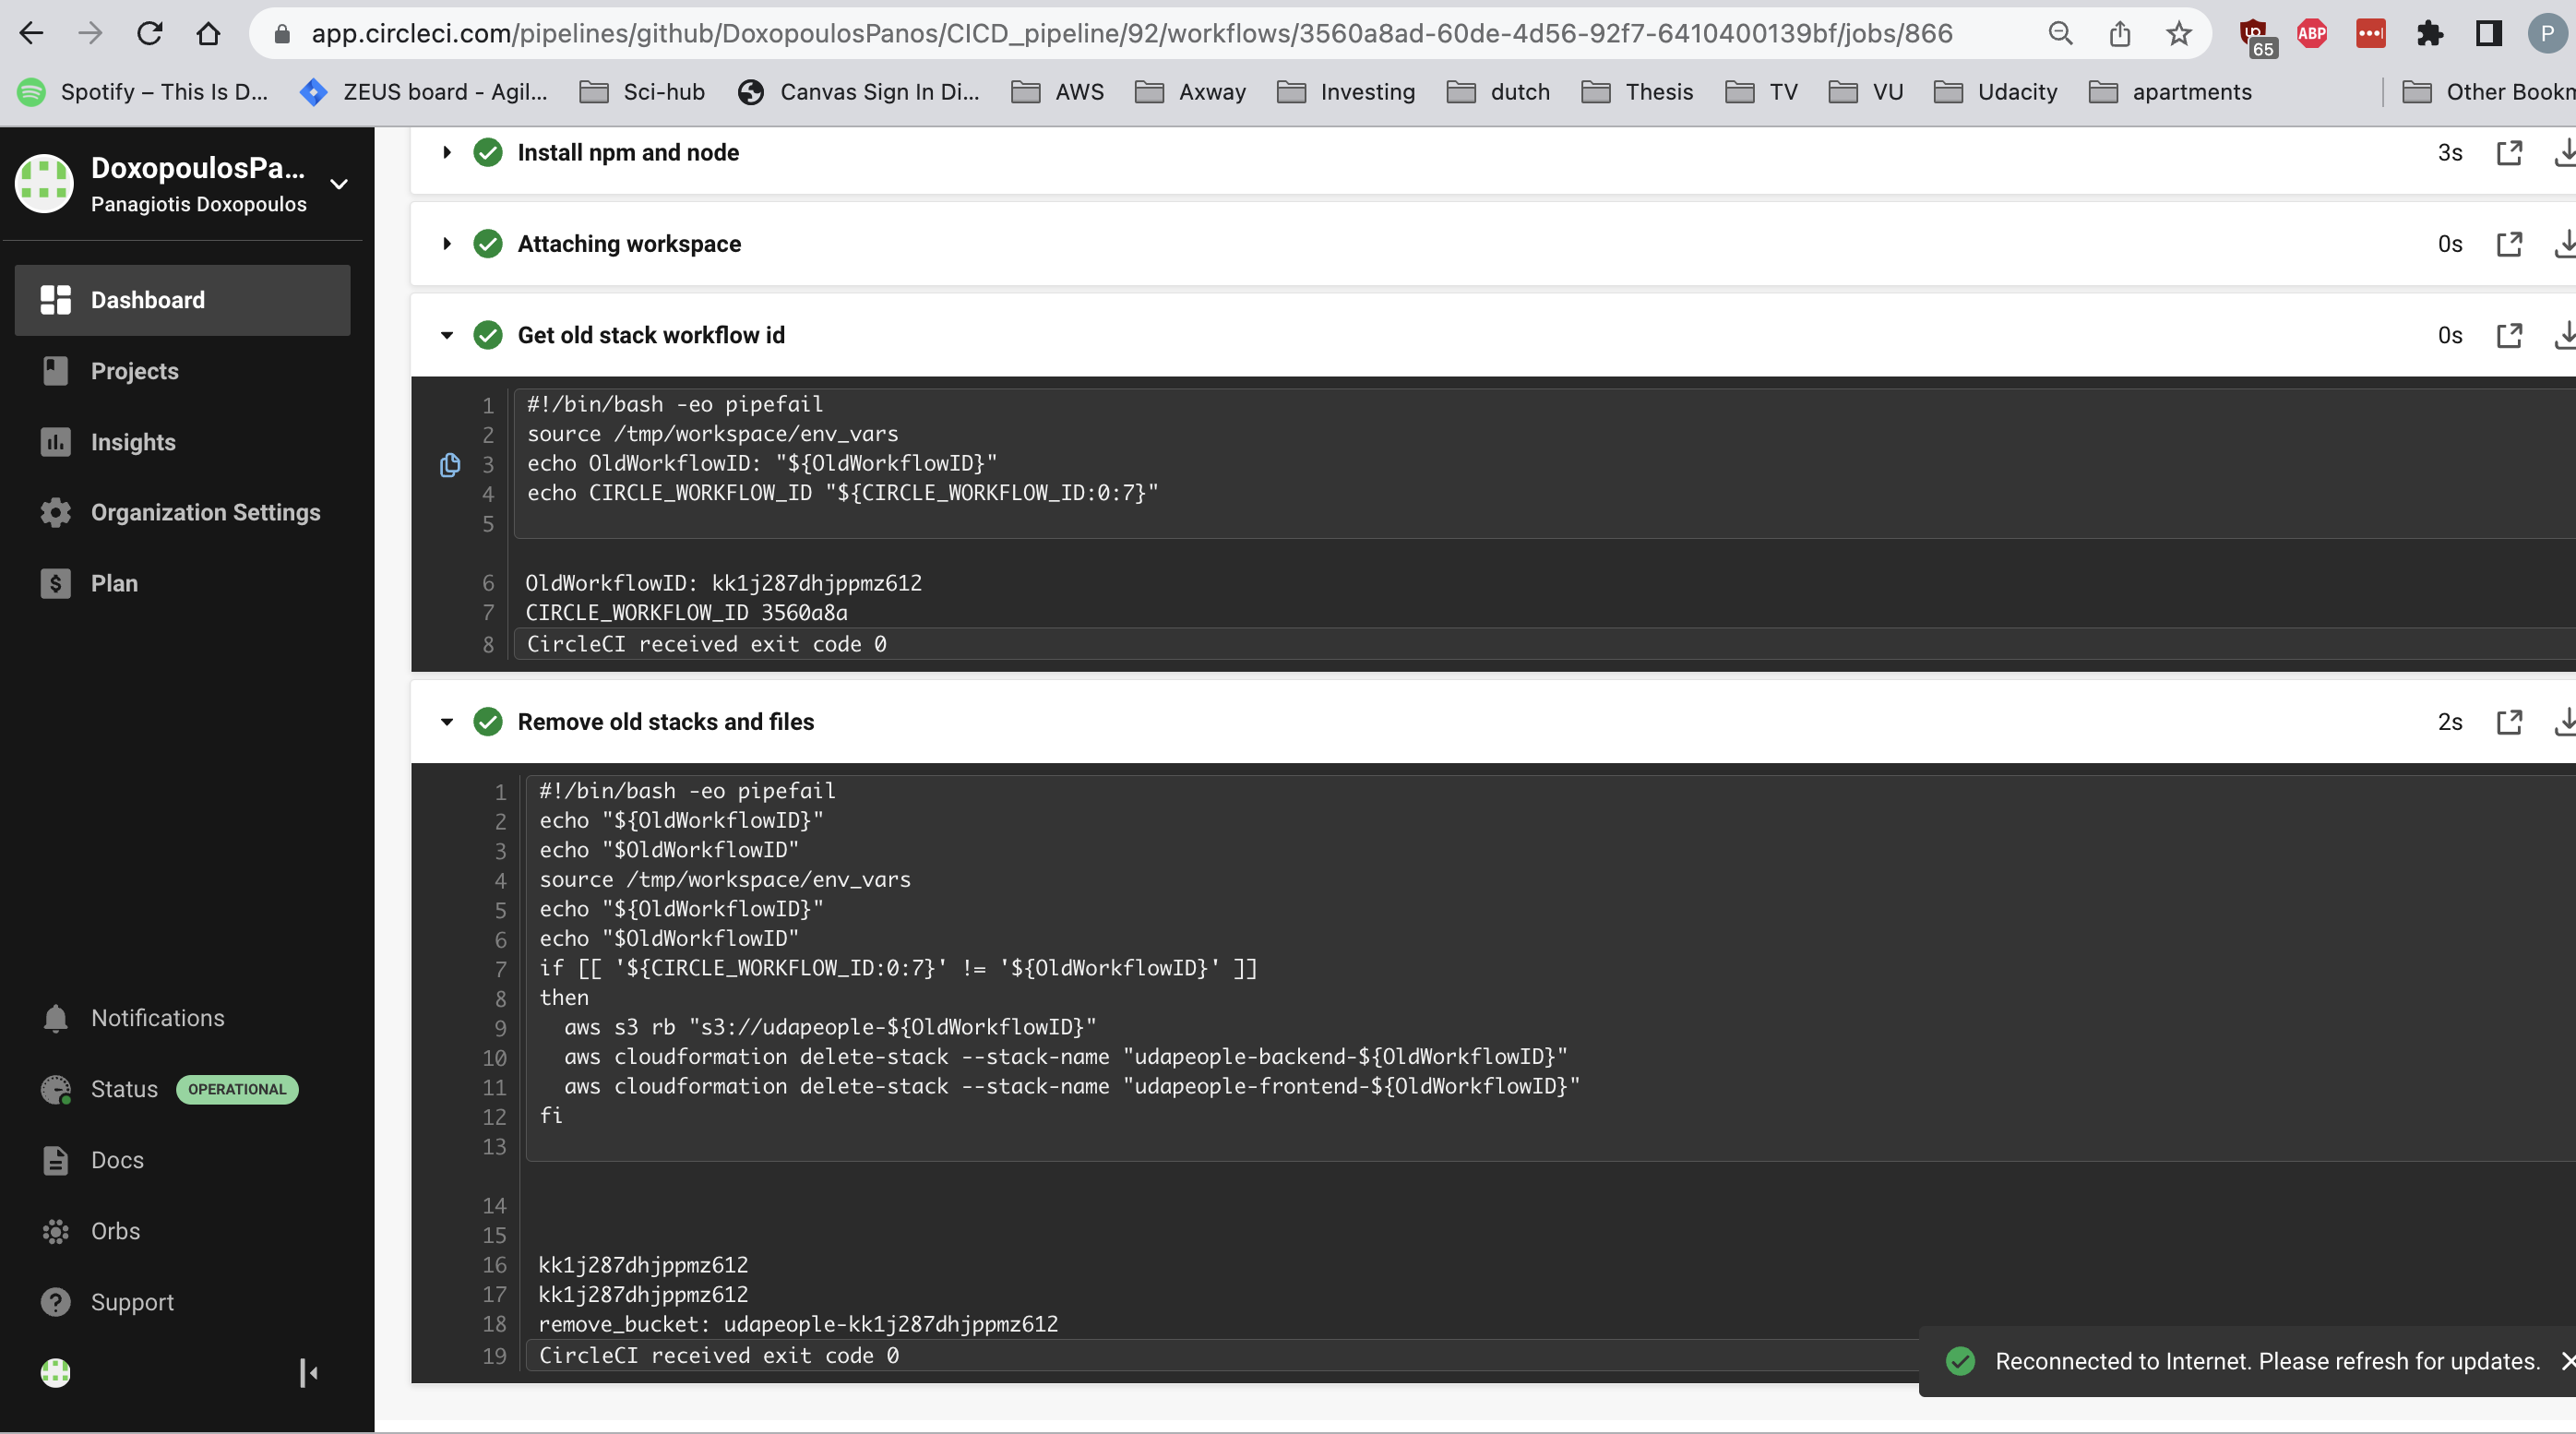 app.circleci.com/pipelines/github/DoxopoulosPanos/CICD_pipeline/92/workflows/3560a8ad-60de-4d56-92f7-6410400139bf/jobs/866
65
ABP
P
Spotify – This Is D...
ZEUS board - Agil...
Sci-hub
Canvas Sign In Di...
AWS
Axway
Investing
dutch
Thesis
TV
VU
Udacity
apartments
Other Bookm
DoxopoulosPa...
Panagiotis Doxopoulos
Dashboard
Projects
Insights
Organization Settings
Plan
Notifications
Status OPERATIONAL
Docs
Orbs
Support
Install npm and node 3s
Attaching workspace 0s
Get old stack workflow id 0s
1 #!/bin/bash -eo pipefail
2 source /tmp/workspace/env_vars
3 echo OldWorkflowID: "${OldWorkflowID}"
4 echo CIRCLE_WORKFLOW_ID "${CIRCLE_WORKFLOW_ID:0:7}"
5
6 OldWorkflowID: kk1j287dhjppmz612
7 CIRCLE_WORKFLOW_ID 3560a8a
8 CircleCI received exit code 0
Remove old stacks and files 2s
1 #!/bin/bash -eo pipefail
2 echo "${OldWorkflowID}"
3 echo "$OldWorkflowID"
4 source /tmp/workspace/env_vars
5 echo "${OldWorkflowID}"
6 echo "$OldWorkflowID"
7 if [[ '${CIRCLE_WORKFLOW_ID:0:7}' != '${OldWorkflowID}' ]]
8 then
9 aws s3 rb "s3://udapeople-${OldWorkflowID}"
10 aws cloudformation delete-stack --stack-name "udapeople-backend-${OldWorkflowID}"
11 aws cloudformation delete-stack --stack-name "udapeople-frontend-${OldWorkflowID}"
12 fi
13
14
15
16 kk1j287dhjppmz612
17 kk1j287dhjppmz612
18 remove_bucket: udapeople-kk1j287dhjppmz612
19 CircleCI received exit code 0
Reconnected to Internet. Please refresh for updates.